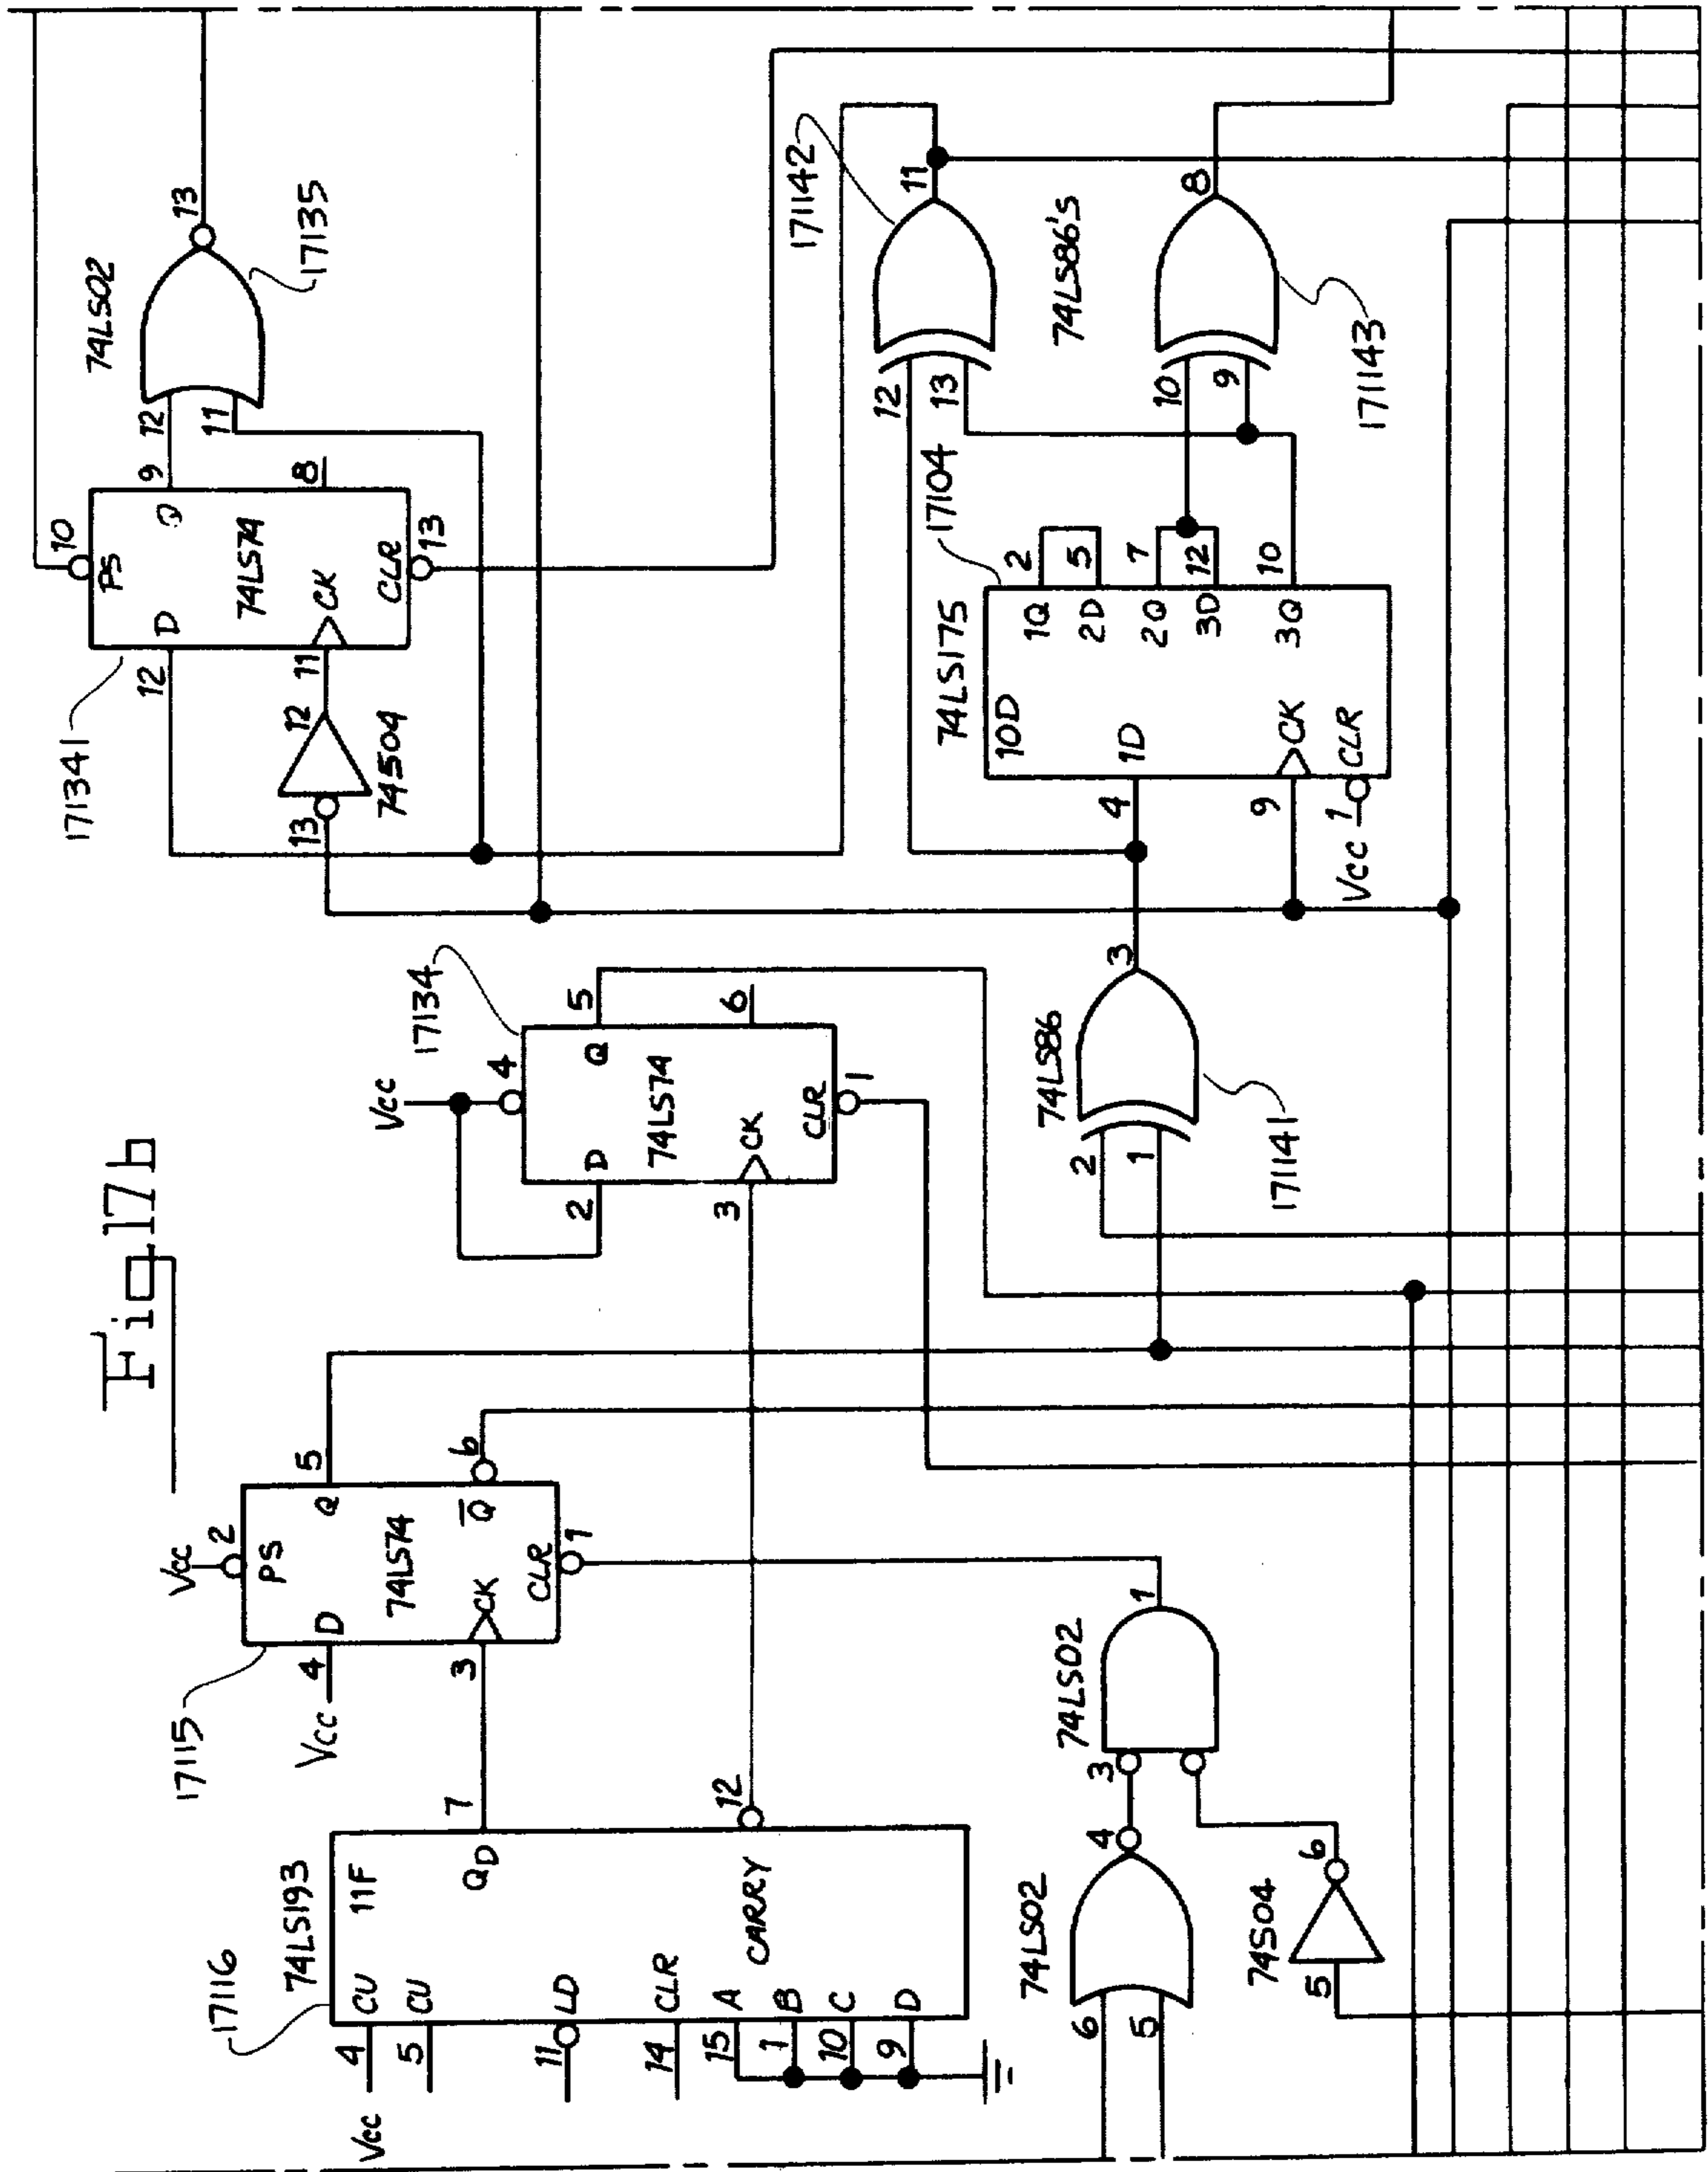 Fig. 17b
17116
74LS193
11F
Vcc
4 CU
5 CU
11 LD
14 CLR
15 A
1 B
10 C
9 D
QD 7
CARRY 12
17115
Vcc
2
PS
Vcc 4 D
74LS74
3 CK
Q 5
Q̅ 6
CLR
1
74LS02
6
5
4
74S04
5
6
74LS02
3
1
17134
Vcc
4
2 D
74LS74
3 CK
Q 5
6
CLR
1
74LS86
2
1
3
171141
171341
10
PS
12 D
74LS74
11 CK
Q 9
8
CLR
13
13
12
74S04
74LS02
12
11
13
17135
74LS175
17104
10D
4 1D
9 CK
Vcc 1 CLR
1Q 2
2D 5
2Q 7
3D 12
3Q 10
171142
12
13
11
74LS86's
10
9
8
171143